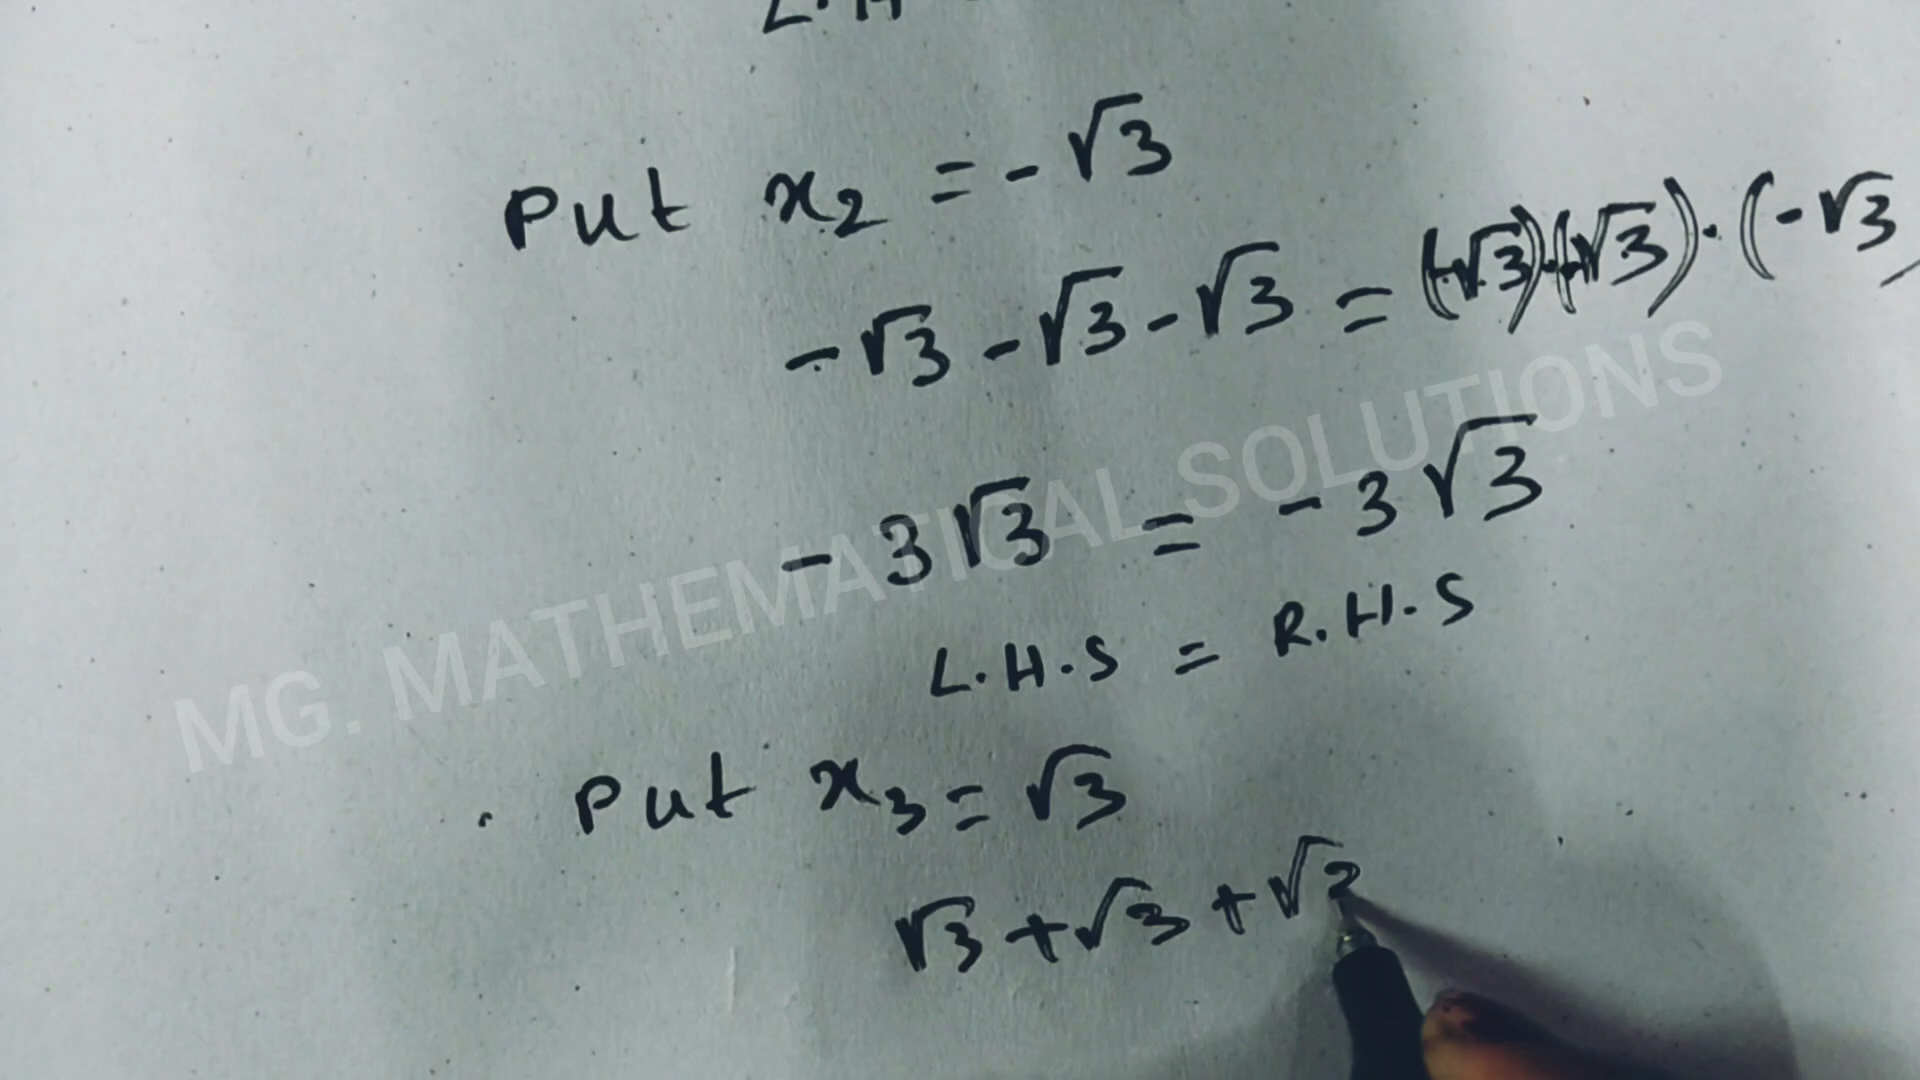 L.H
Put x₂ = -√3
-√3 -√3 -√3 = (-√3)·(-√3)·(-√3)
-3√3 = -3√3
L.H.S = R.H.S
Put x₃ = √3
√3 + √3 + √3
MG. MATHEMATICAL SOLUTIONS